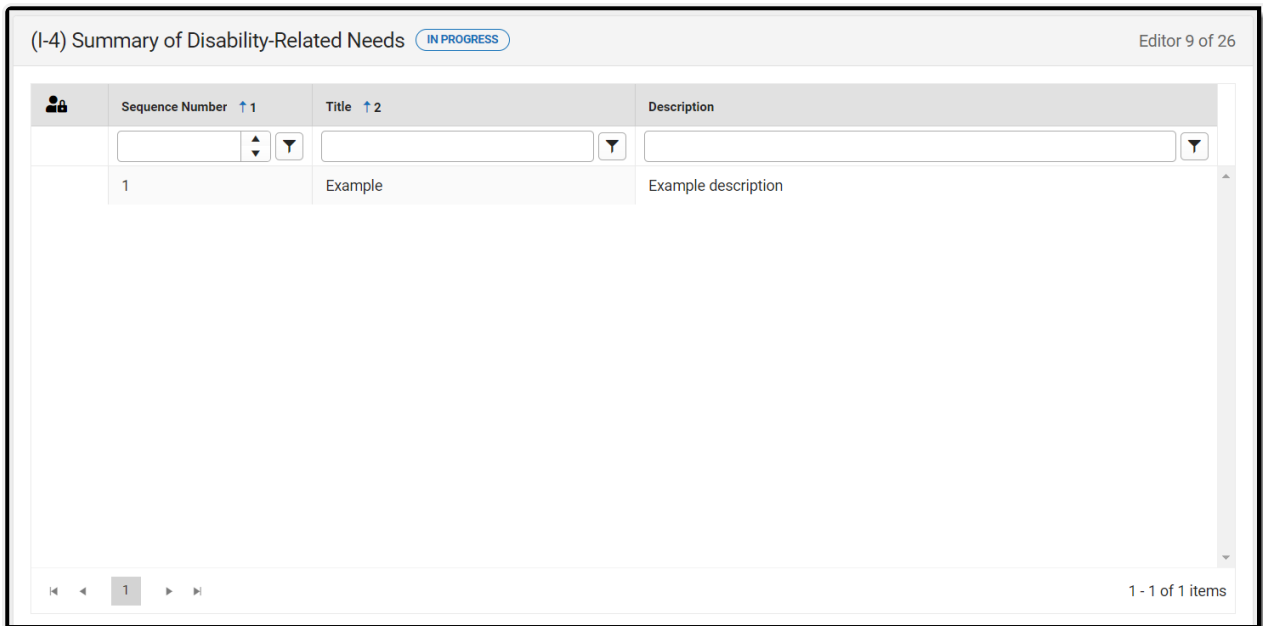 (I-4) Summary of Disability-Related Needs IN PROGRESS Editor 9 of 26
Sequence Number ↑ 1 Title ↑ 2 Description
1 Example Example description
1 1 - 1 of 1 items